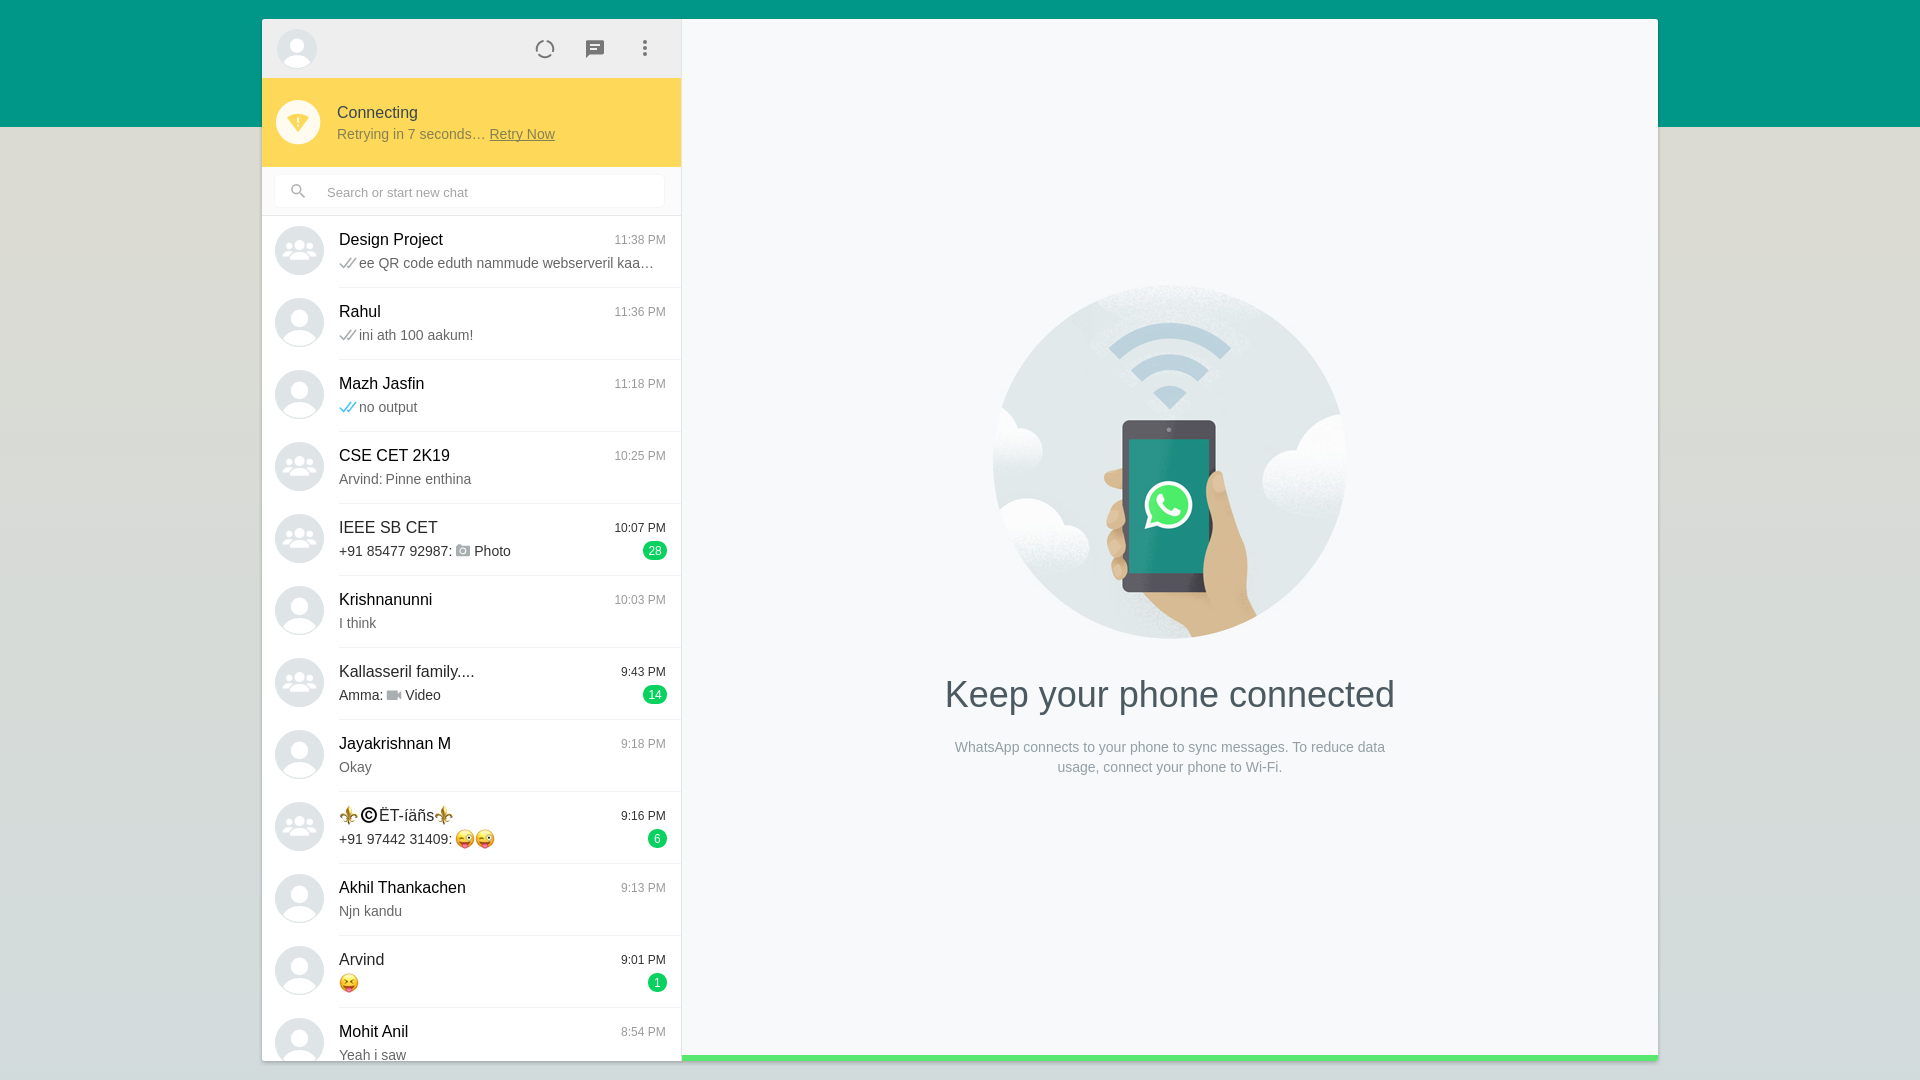 Connecting
Retrying in 7 seconds… Retry Now
Search or start new chat
Design Project 11:38 PM
ee QR code eduth nammude webserveril kaa…
Rahul 11:36 PM
ini ath 100 aakum!
Mazh Jasfin 11:18 PM
no output
CSE CET 2K19 10:25 PM
Arvind: Pinne enthina
IEEE SB CET 10:07 PM
+91 85477 92987: Photo 28
Krishnanunni 10:03 PM
I think
Kallasseril family.... 9:43 PM
Amma: Video 14
Jayakrishnan M 9:18 PM
Okay
⚜©ËT-íäñs⚜ 9:16 PM
+91 97442 31409: 😜😜 6
Akhil Thankachen 9:13 PM
Njn kandu
Arvind 9:01 PM
😝 1
Mohit Anil 8:54 PM
Yeah i saw
Keep your phone connected
WhatsApp connects to your phone to sync messages. To reduce data
usage, connect your phone to Wi-Fi.